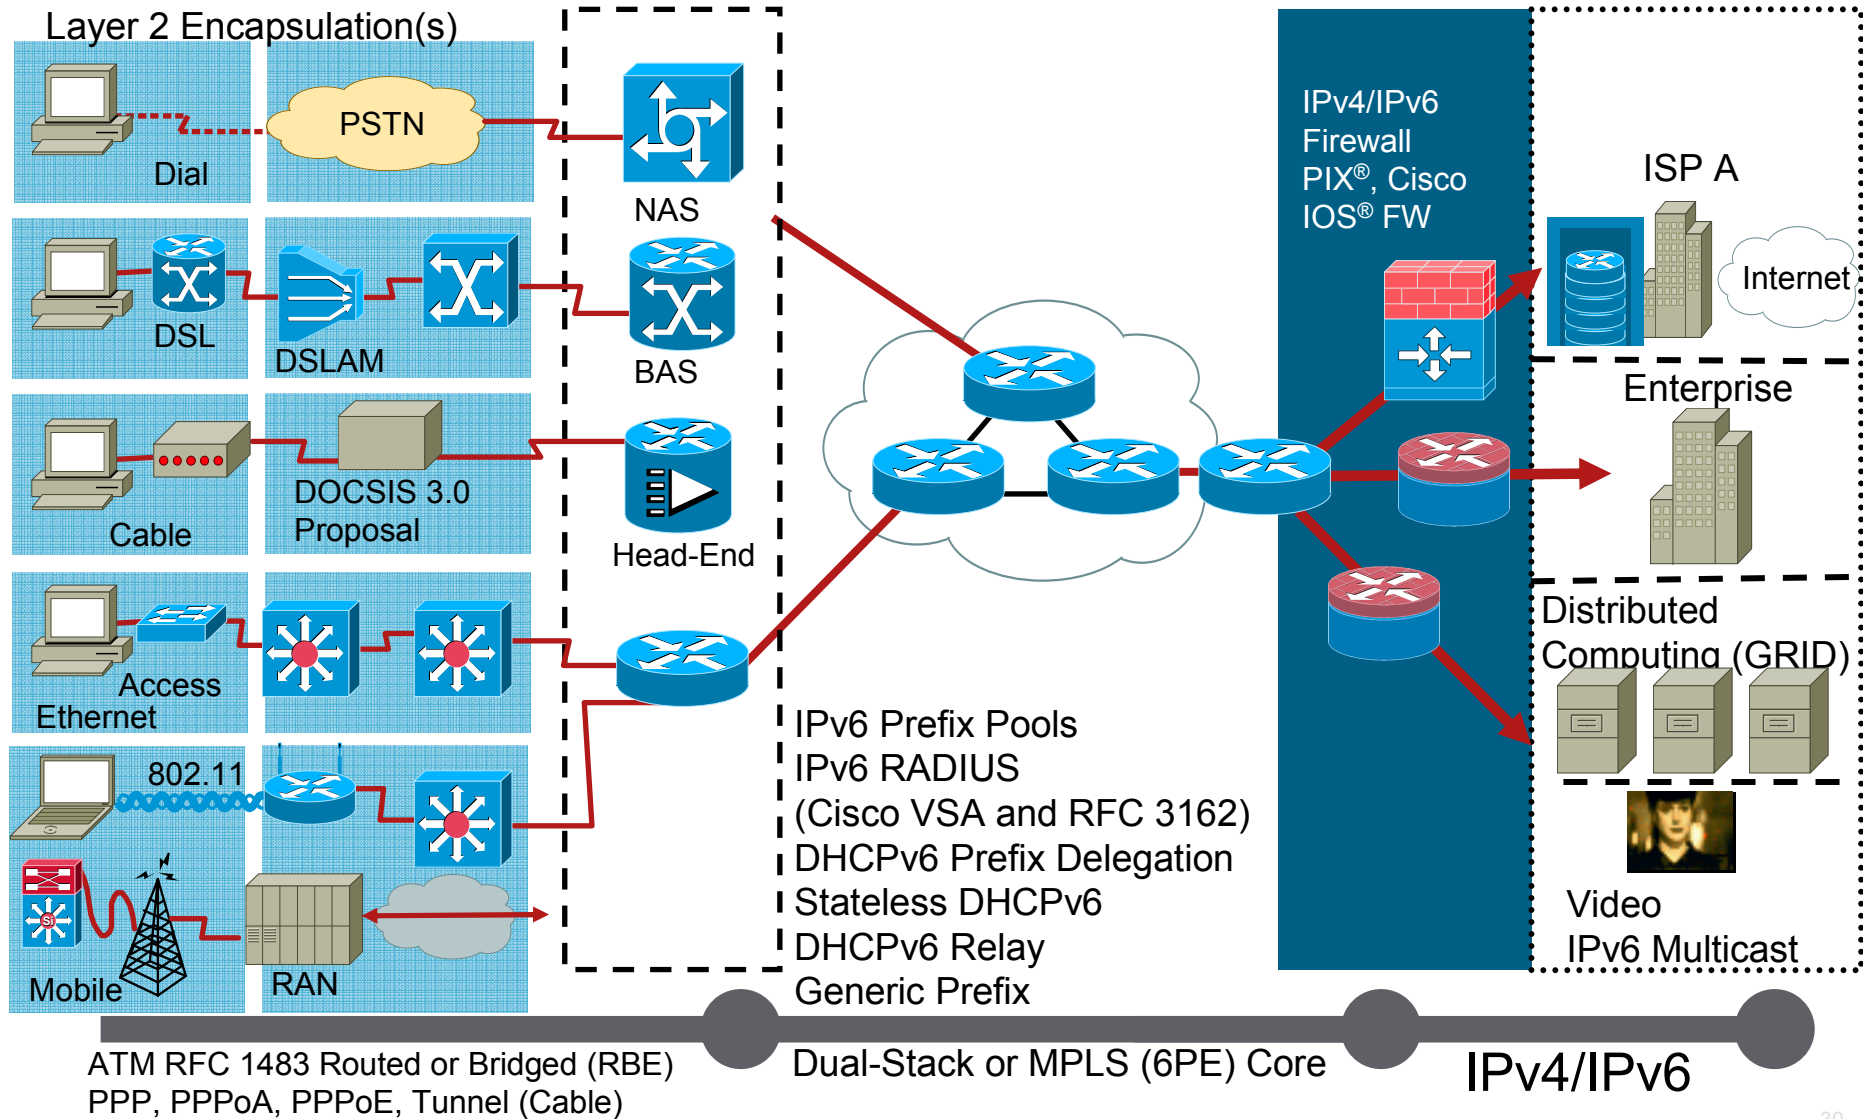 Layer 2 Encapsulation(s)
PSTN
Dial
NAS
DSL
DSLAM
BAS
DOCSIS 3.0
Proposal
Cable
Head-End
Access
Ethernet
802.11
Si
Mobile
RAN
IPv6 Prefix Pools
IPv6 RADIUS
(Cisco VSA and RFC 3162)
DHCPv6 Prefix Delegation
Stateless DHCPv6
DHCPv6 Relay
Generic Prefix
IPv4/IPv6
Firewall
PIX®, Cisco
IOS® FW
ISP A
Internet
Enterprise
Distributed
Computing (GRID)
Video
IPv6 Multicast
ATM RFC 1483 Routed or Bridged (RBE)
PPP, PPPoA, PPPoE, Tunnel (Cable)
Dual-Stack or MPLS (6PE) Core
IPv4/IPv6